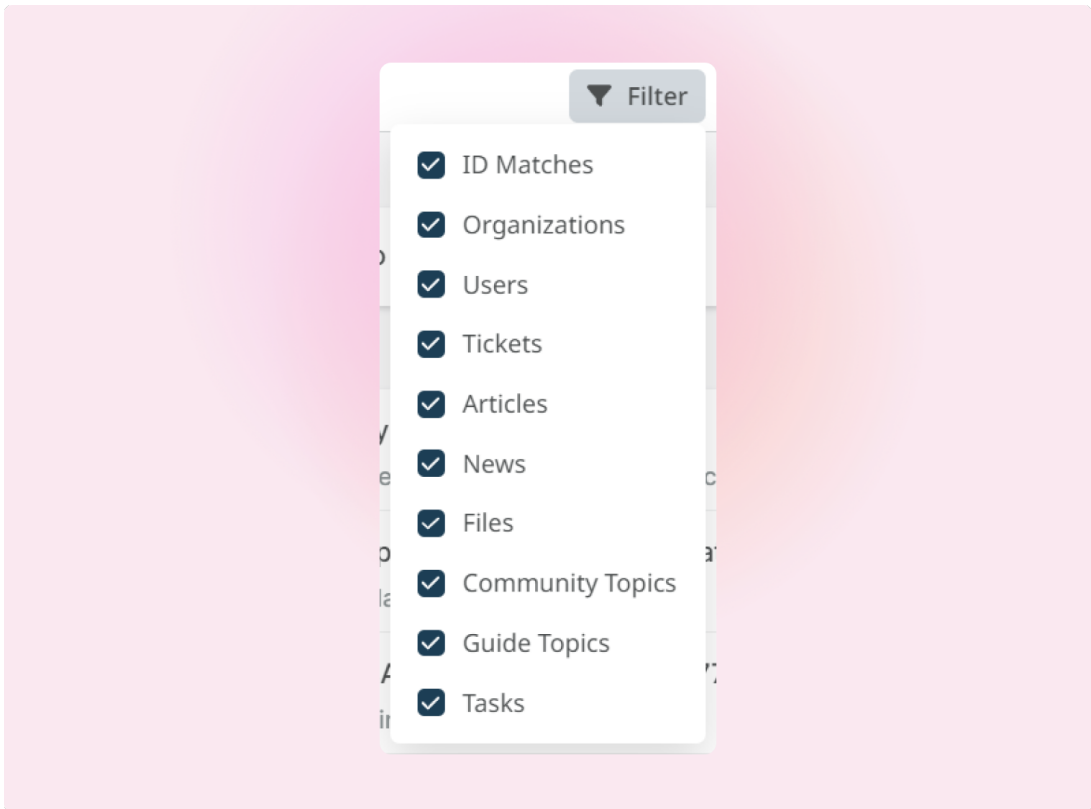 Filter
ID Matches
Organizations
Users
Tickets
Articles
News
Files
Community Topics
Guide Topics
Tasks